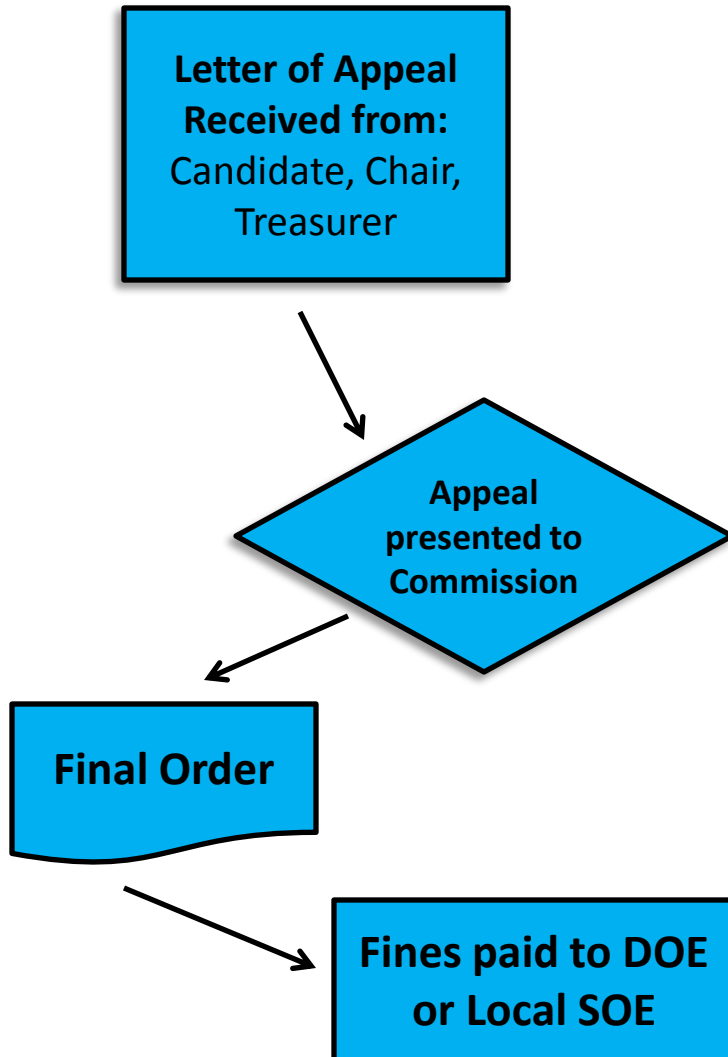 Letter of Appeal
Received from:
Candidate, Chair,
Treasurer
Appeal
presented to
Commission
Final Order
Fines paid to DOE
or Local SOE